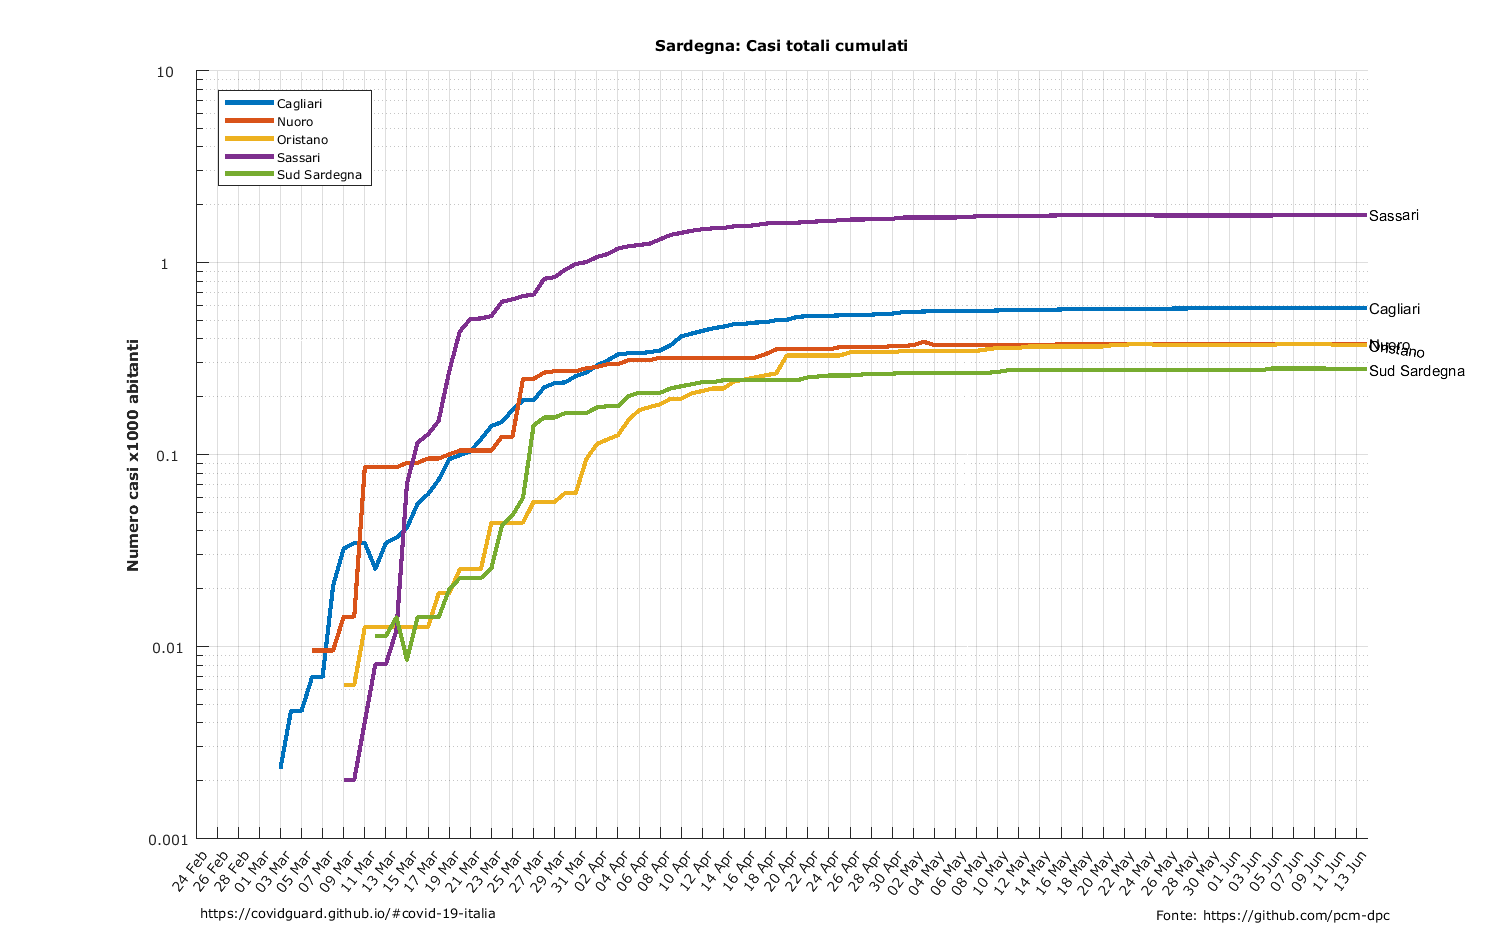 Sardegna: Casi totali cumulati
10
1
0.1
0.01
0.001
Numero casi x1000 abitanti
Cagliari
Nuoro
Oristano
Sassari
Sud Sardegna
Sassari
Cagliari
Nuoro
Oristano
Sud Sardegna
24 Feb
26 Feb
28 Feb
01 Mar
03 Mar
05 Mar
07 Mar
09 Mar
11 Mar
13 Mar
15 Mar
17 Mar
19 Mar
21 Mar
23 Mar
25 Mar
27 Mar
29 Mar
31 Mar
02 Apr
04 Apr
06 Apr
08 Apr
10 Apr
12 Apr
14 Apr
16 Apr
18 Apr
20 Apr
22 Apr
24 Apr
26 Apr
28 Apr
30 Apr
02 May
04 May
06 May
08 May
10 May
12 May
14 May
16 May
18 May
20 May
22 May
24 May
26 May
28 May
30 May
01 Jun
03 Jun
05 Jun
07 Jun
09 Jun
11 Jun
13 Jun
https://covidguard.github.io/#covid-19-italia
Fonte: https://github.com/pcm-dpc